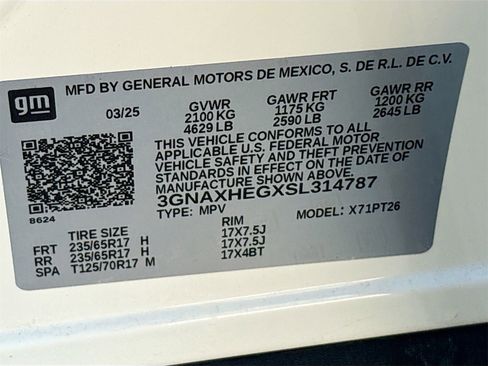 gm
MFD BY GENERAL MOTORS DE MEXICO, S. DE R.L. DE C.V.
03/25 GVWR GAWR FRT GAWR RR
2100 KG 1175 KG 1200 KG
4629 LB 2590 LB 2645 LB
THIS VEHICLE CONFORMS TO ALL
APPLICABLE U.S. FEDERAL MOTOR
VEHICLE SAFETY AND THEFT PREVENTION
STANDARDS IN EFFECT ON THE DATE OF
MANUFACTURE SHOWN ABOVE.
3GNAXHEGXSL314787
8624
TYPE: MPV MODEL: X71PT26
TIRE SIZE RIM
FRT 235/65R17 H 17X7.5J
RR 235/65R17 H 17X7.5J
SPA T125/70R17 M 17X4BT